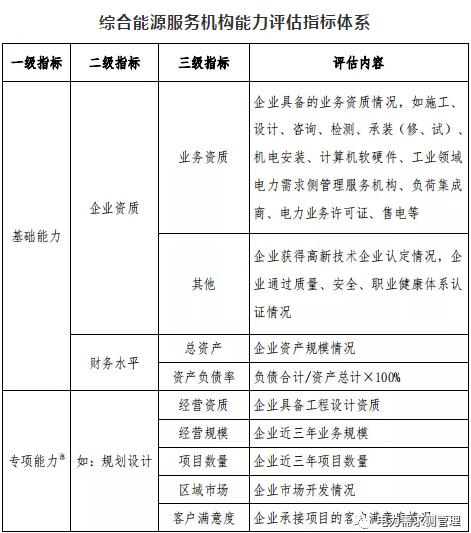 综合能源服务机构能力评估指标体系
一级指标 二级指标 三级指标 评估内容
基础能力
企业资质
业务资质
企业具备的业务资质情况，如施工、
设计、咨询、检测、承装（修、试）、
机电安装、计算机软硬件、工业领域
电力需求侧管理服务机构、负荷集成
商、电力业务许可证、售电等
其他
企业获得高新技术企业认定情况，企
业通过质量、安全、职业健康体系认
证情况
财务水平
总资产 企业资产规模情况
资产负债率 负债合计/资产总计×100%
专项能力※
如：规划设计
经营资质 企业具备工程设计资质
经营规模 企业近三年业务规模
项目数量 企业近三年项目数量
区域市场 企业市场开发情况
客户满意度 企业承接项目的客户满意度情况
电力需求侧管理